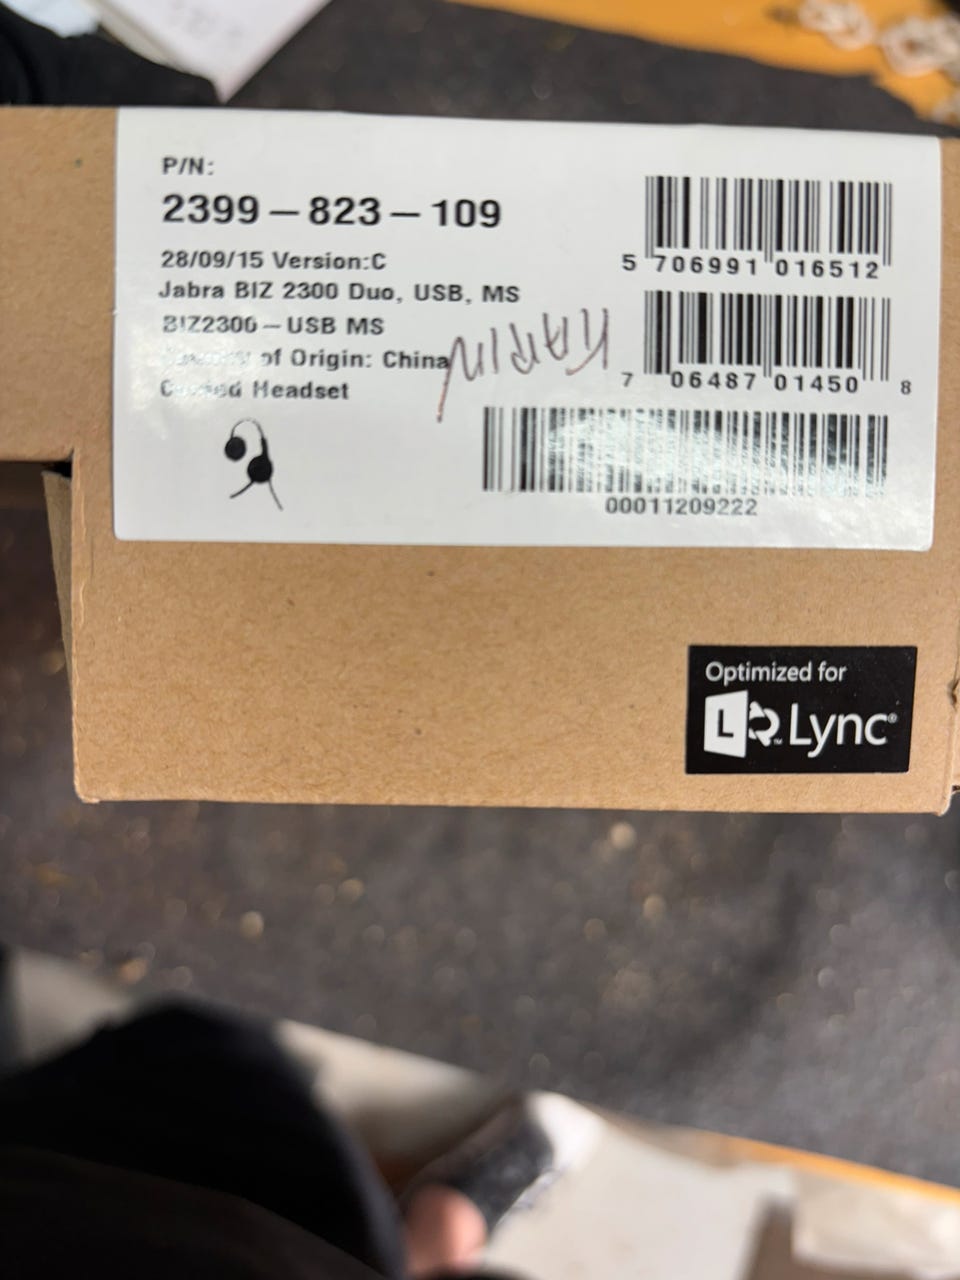 P/N:
2399-823-109
28/09/15 Version:C
Jabra BIZ 2300 Duo, USB, MS
BIZ2300-USB MS
of Origin: China
Headset
5 706991 016512
7 06487 01450 8
00011209222
Optimized for
Lync®